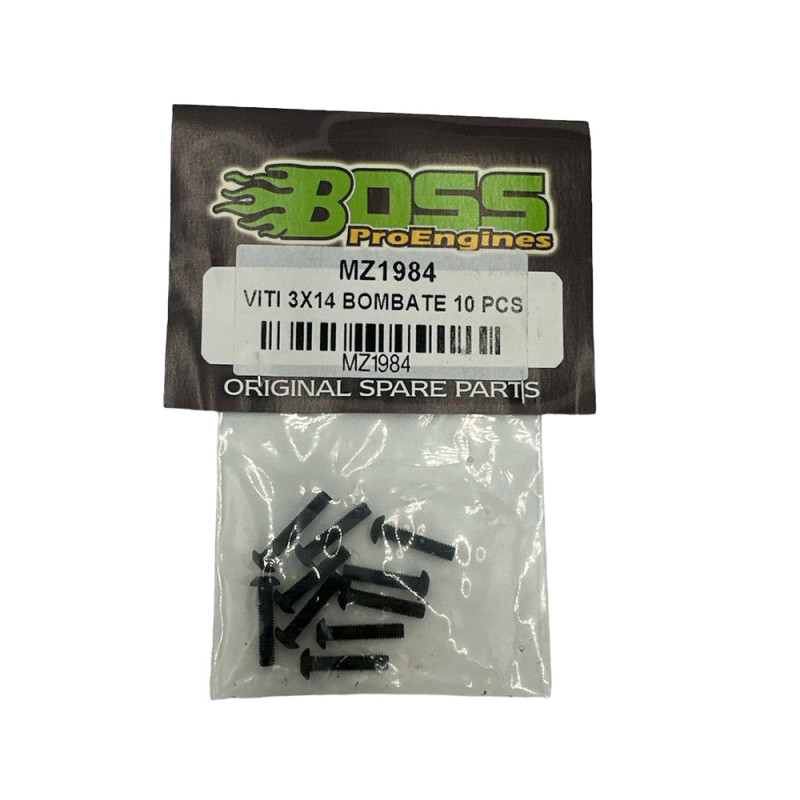 BOSS
ProEngines
MZ1984
VITI 3X14 BOMBATE 10 PCS
MZ1984
ORIGINAL SPARE PARTS